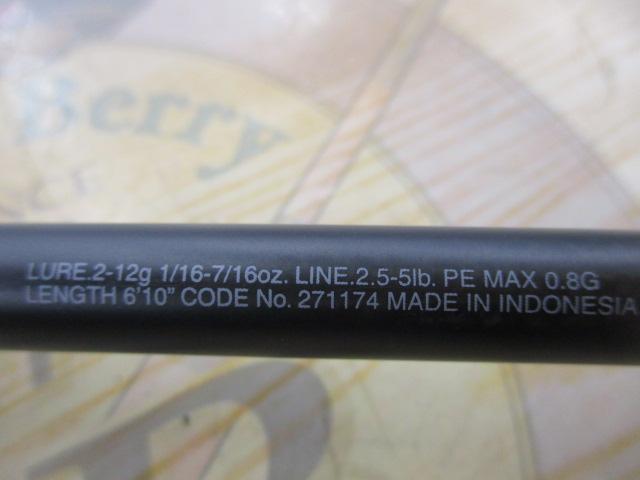 Berry
LURE.2-12g 1/16-7/16oz. LINE.2.5-5lb. PE MAX 0.8G
LENGTH 6'10" CODE No. 271174 MADE IN INDONESIA